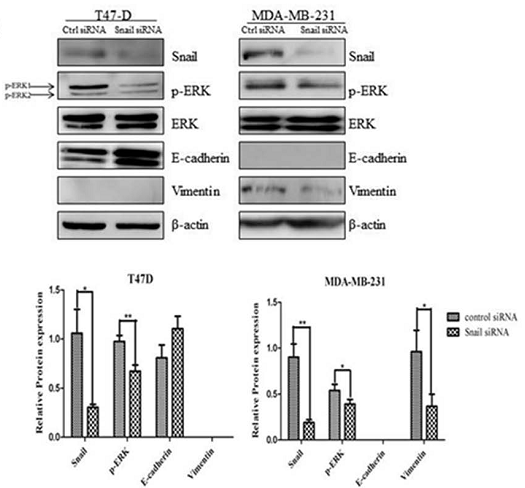 T47-D
MDA-MB-231
Ctrl siRNA Snail siRNA
Ctrl siRNA Snail siRNA
Snail
Snail
p-ERK1
p-ERK2
p-ERK
p-ERK
ERK
ERK
E-cadherin
E-cadherin
Vimentin
Vimentin
β-actin
β-actin
T47D
Relative Protein expression
1.5
1.0
0.5
0.0
*
**
Snail
p-ERK
E-cadherin
Vimentin
MDA-MB-231
Relative Protein expression
1.5
1.0
0.5
0.0
**
*
*
Snail
p-ERK
E-cadherin
Vimentin
control siRNA
Snail siRNA